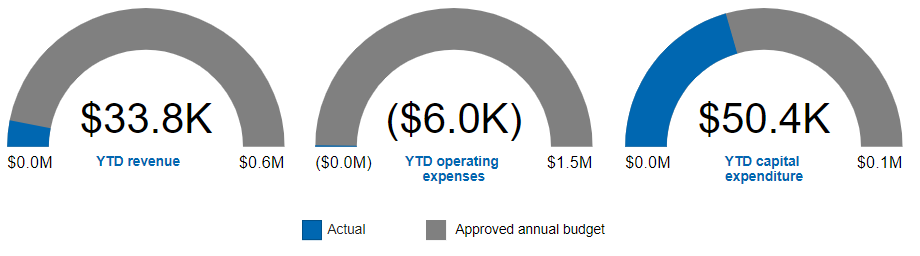 $33.8K
$0.0M
YTD revenue
$0.6M
($6.0K)
($0.0M)
YTD operating
expenses
$1.5M
$50.4K
$0.0M
YTD capital
expenditure
$0.1M
Actual
Approved annual budget